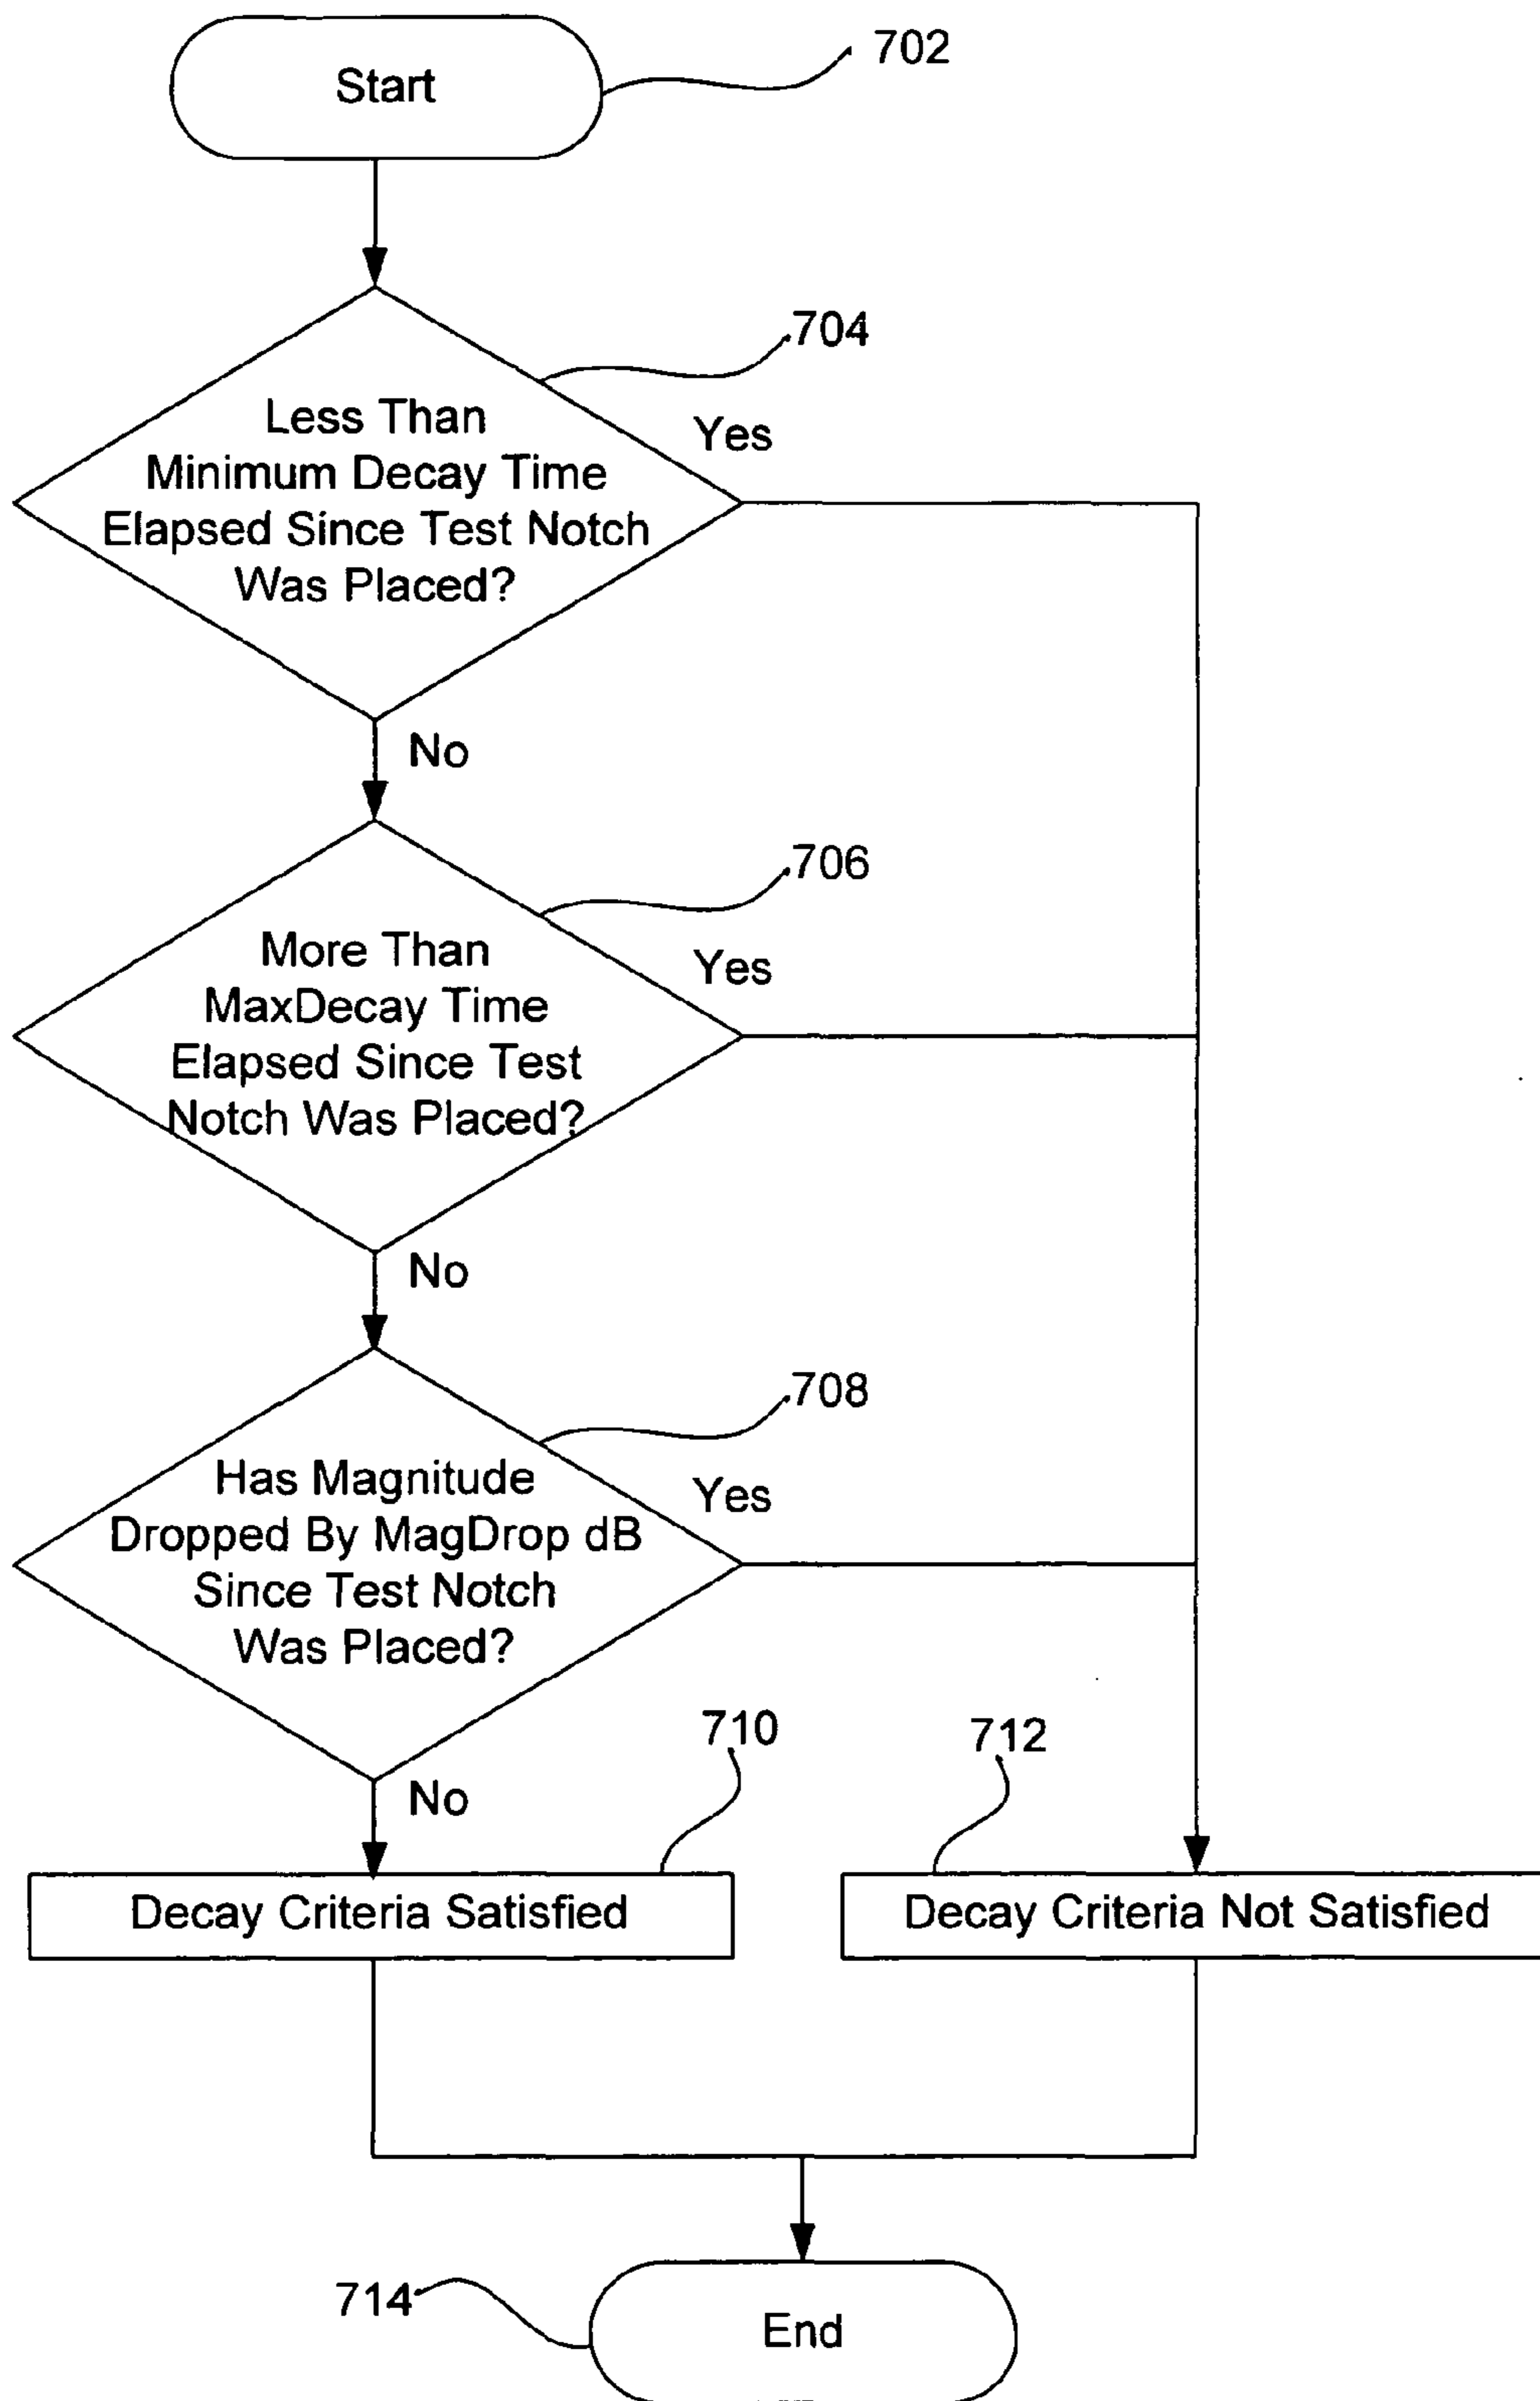 Start
702
704
Less Than
Minimum Decay Time
Elapsed Since Test Notch
Was Placed?
Yes
No
706
More Than
MaxDecay Time
Elapsed Since Test
Notch Was Placed?
Yes
No
708
Has Magnitude
Dropped By MagDrop dB
Since Test Notch
Was Placed?
Yes
No
710
712
Decay Criteria Satisfied
Decay Criteria Not Satisfied
714
End